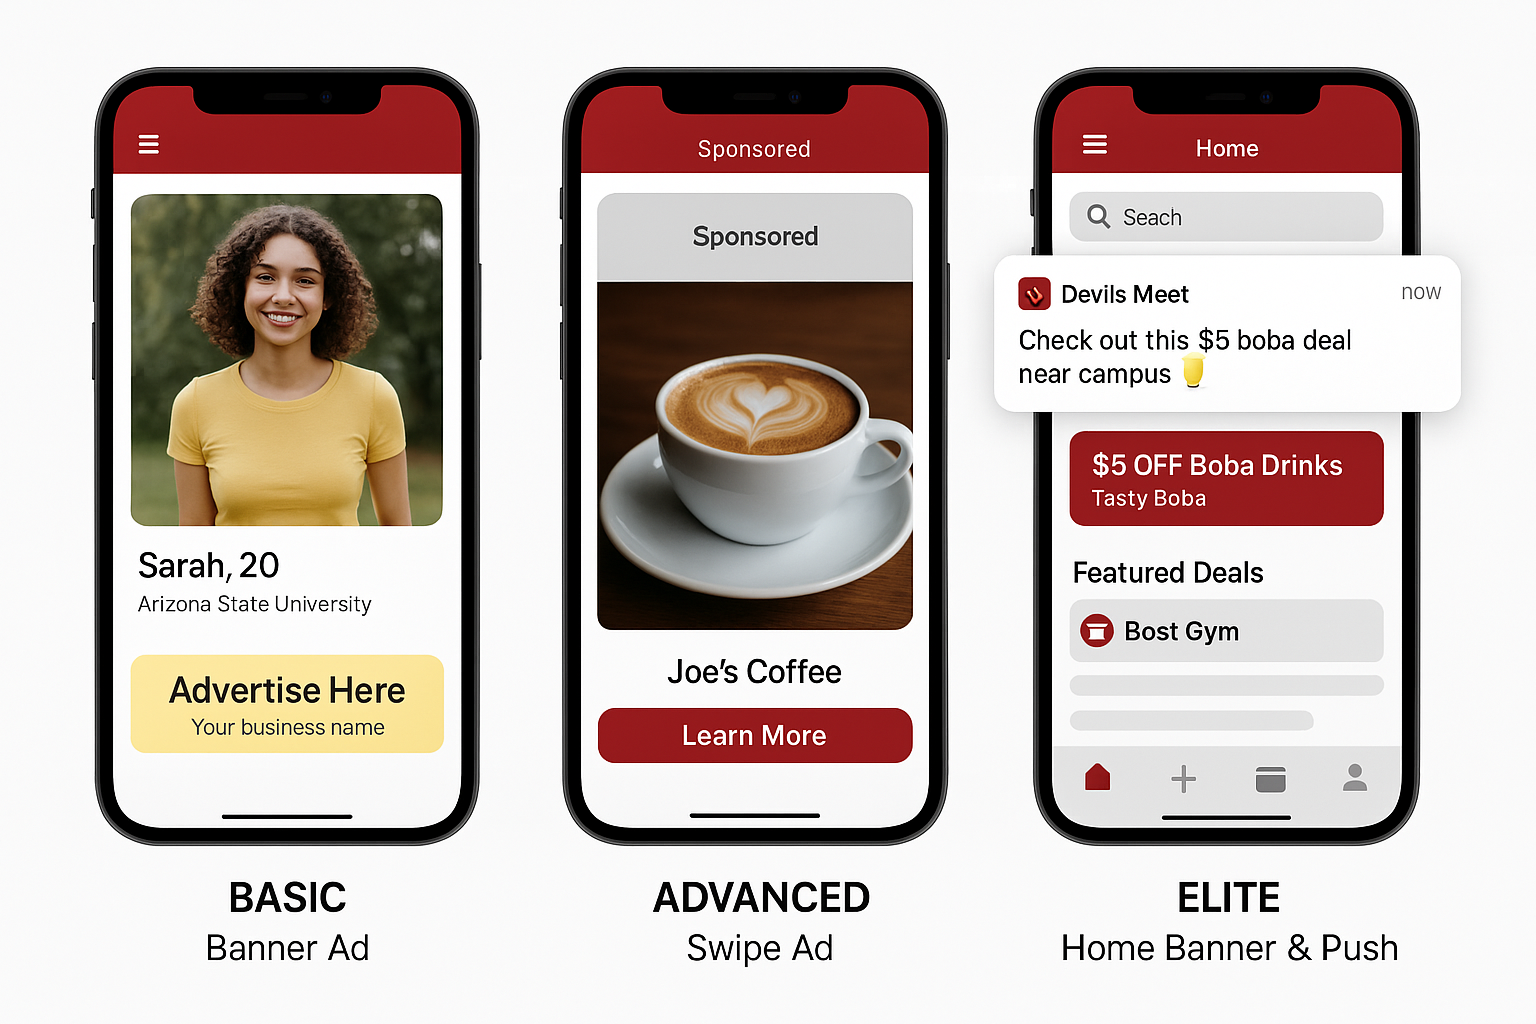 Sarah, 20
Arizona State University
Advertise Here
Your business name
BASIC
Banner Ad
Sponsored
Sponsored
Joe's Coffee
Learn More
ADVANCED
Swipe Ad
Home
Seach
Devils Meet
now
Check out this $5 boba deal
near campus
$5 OFF Boba Drinks
Tasty Boba
Featured Deals
Bost Gym
ELITE
Home Banner & Push